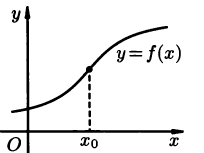 y
y=f(x)
O x₀ x